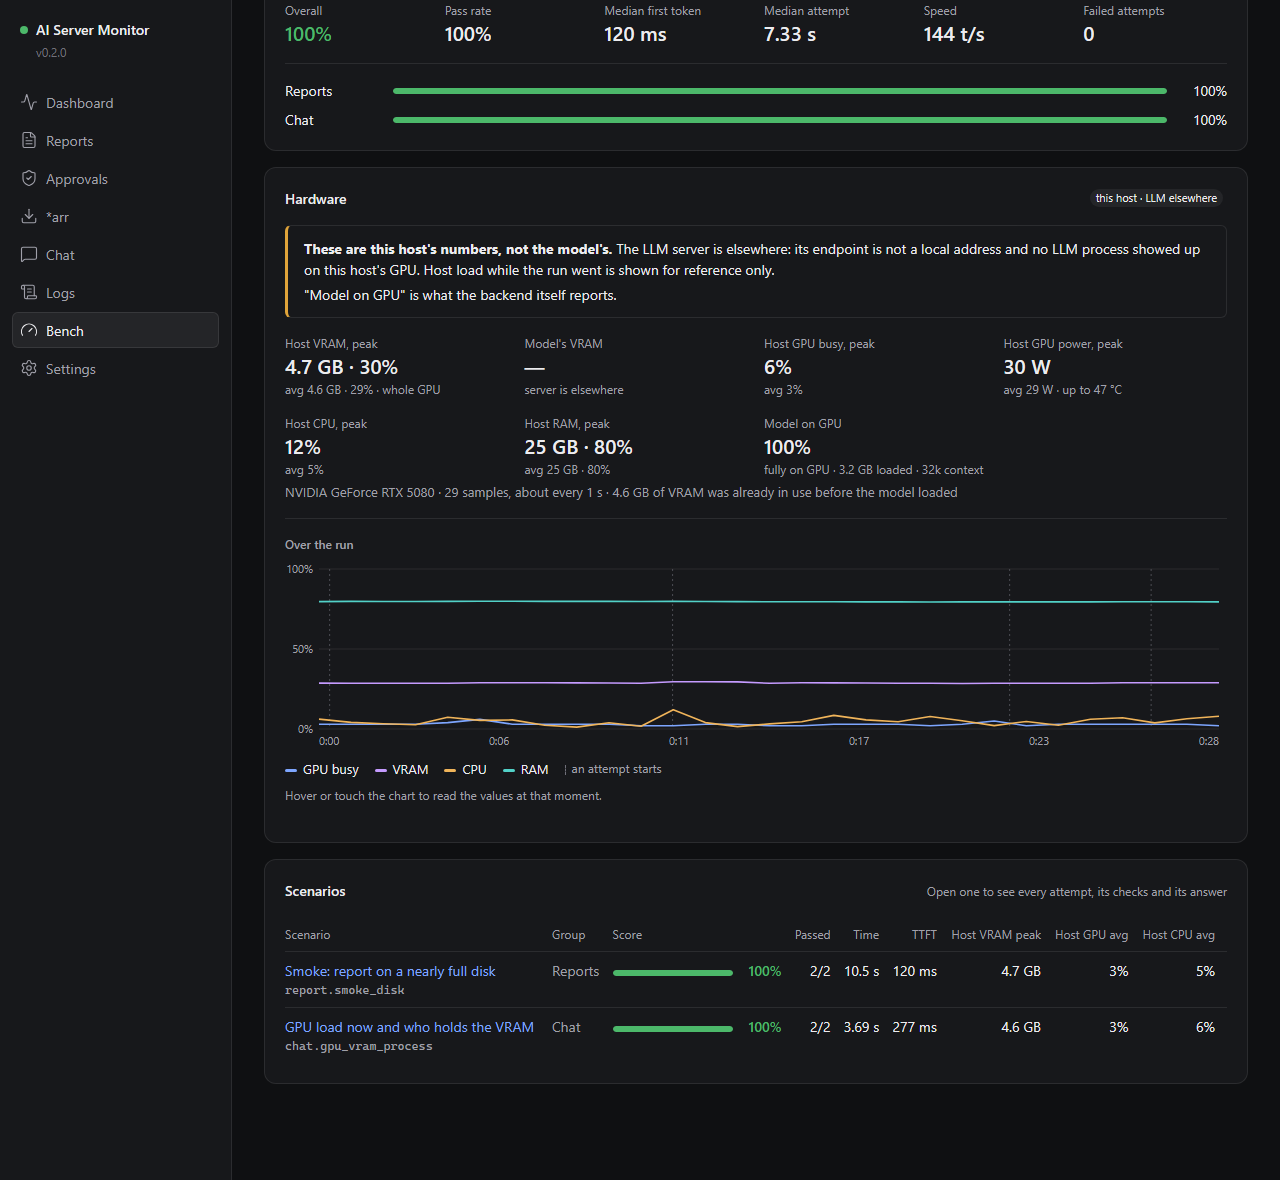 AI Server Monitor
v0.2.0
Dashboard
Reports
Approvals
*arr
Chat
Logs
Bench
Settings
Overall
100%
Pass rate
100%
Median first token
120 ms
Median attempt
7.33 s
Speed
144 t/s
Failed attempts
0
Reports 100%
Chat 100%
Hardware
this host · LLM elsewhere
These are this host's numbers, not the model's. The LLM server is elsewhere: its endpoint is not a local address and no LLM process showed up
on this host's GPU. Host load while the run went is shown for reference only.
"Model on GPU" is what the backend itself reports.
Host VRAM, peak
4.7 GB · 30%
avg 4.6 GB · 29% · whole GPU
Model's VRAM
—
server is elsewhere
Host GPU busy, peak
6%
avg 3%
Host GPU power, peak
30 W
avg 29 W · up to 47 °C
Host CPU, peak
12%
avg 5%
Host RAM, peak
25 GB · 80%
avg 25 GB · 80%
Model on GPU
100%
fully on GPU · 3.2 GB loaded · 32k context
NVIDIA GeForce RTX 5080 · 29 samples, about every 1 s · 4.6 GB of VRAM was already in use before the model loaded
Over the run
100%
50%
0%
0:00 0:06 0:11 0:17 0:23 0:28
GPU busy VRAM CPU RAM an attempt starts
Hover or touch the chart to read the values at that moment.
Scenarios
Open one to see every attempt, its checks and its answer
Scenario Group Score Passed Time TTFT Host VRAM peak Host GPU avg Host CPU avg
Smoke: report on a nearly full disk Reports 100% 2/2 10.5 s 120 ms 4.7 GB 3% 5%
report.smoke_disk
GPU load now and who holds the VRAM Chat 100% 2/2 3.69 s 277 ms 4.6 GB 3% 6%
chat.gpu_vram_process